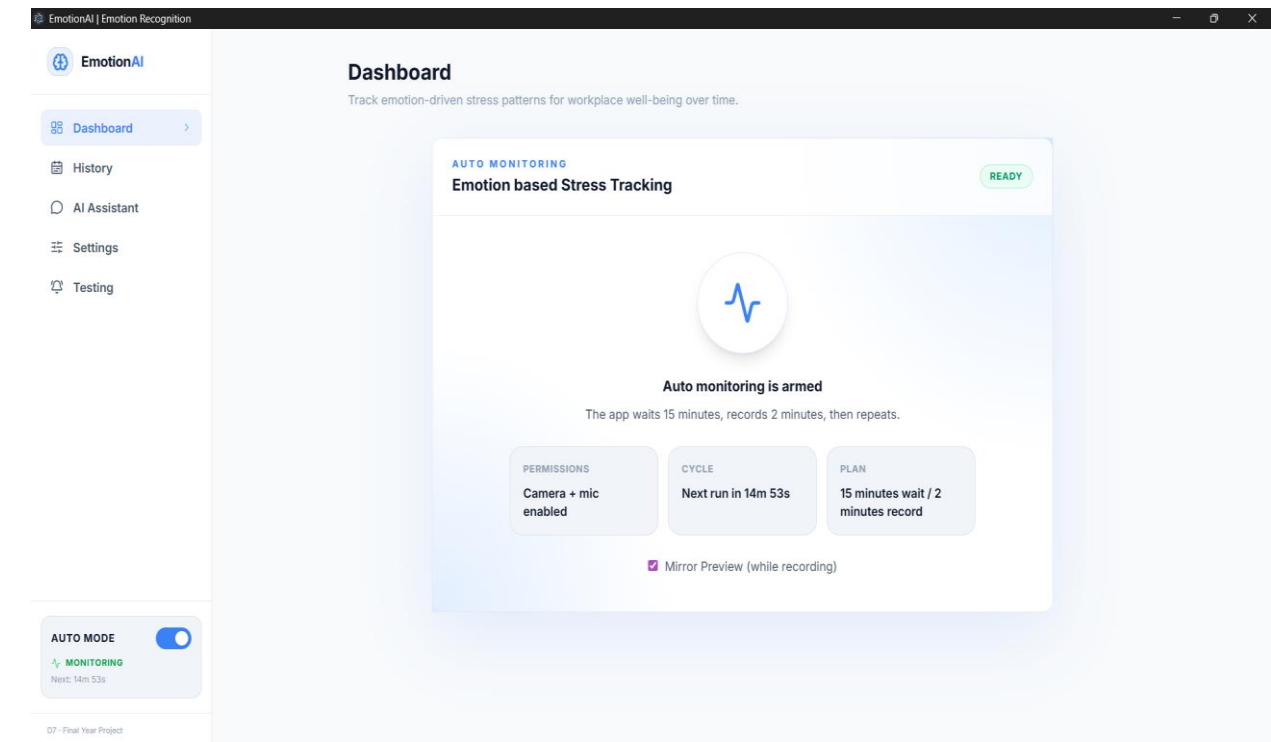 EmotionAI | Emotion Recognition
EmotionAI
Dashboard
History
AI Assistant
Settings
Testing
AUTO MODE
MONITORING
Next: 14m 53s
D7 - Final Year Project
Dashboard
Track emotion-driven stress patterns for workplace well-being over time.
AUTO MONITORING
Emotion based Stress Tracking
READY
Auto monitoring is armed
The app waits 15 minutes, records 2 minutes, then repeats.
PERMISSIONS
Camera + mic
enabled
CYCLE
Next run in 14m 53s
PLAN
15 minutes wait / 2
minutes record
Mirror Preview (while recording)